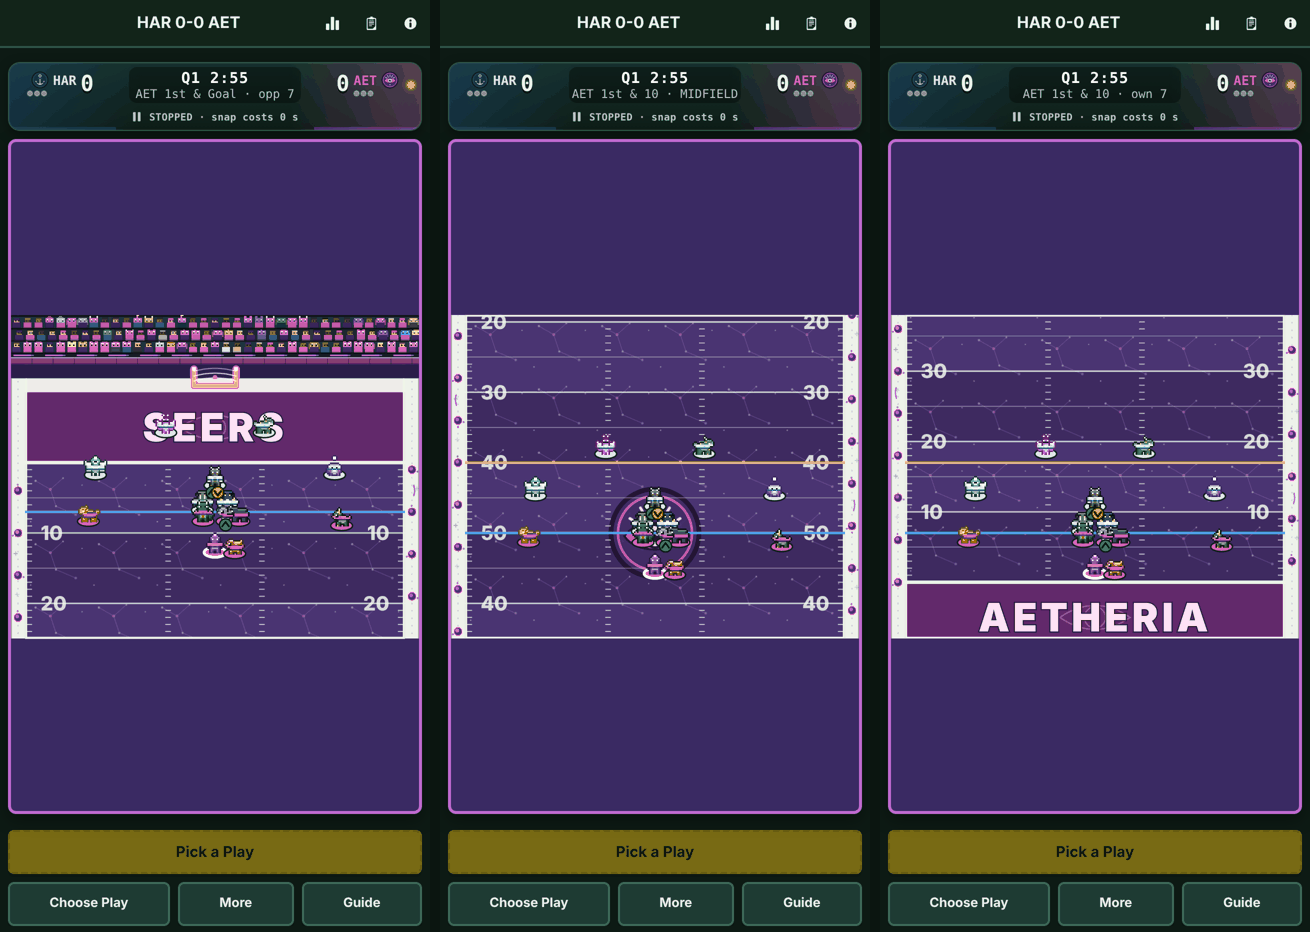 HAR 0-0 AET
HAR 0
Q1 2:55
0 AET
AET 1st & Goal · opp 7
STOPPED · snap costs 0 s
SEERS
10 10
20 20
Pick a Play
Choose Play
More
Guide
HAR 0-0 AET
HAR 0
Q1 2:55
0 AET
AET 1st & 10 · MIDFIELD
STOPPED · snap costs 0 s
20 20
30 30
40 40
50 50
40 40
Pick a Play
Choose Play
More
Guide
HAR 0-0 AET
HAR 0
Q1 2:55
0 AET
AET 1st & 10 · own 7
STOPPED · snap costs 0 s
30 30
20 20
10 10
AETHERIA
Pick a Play
Choose Play
More
Guide